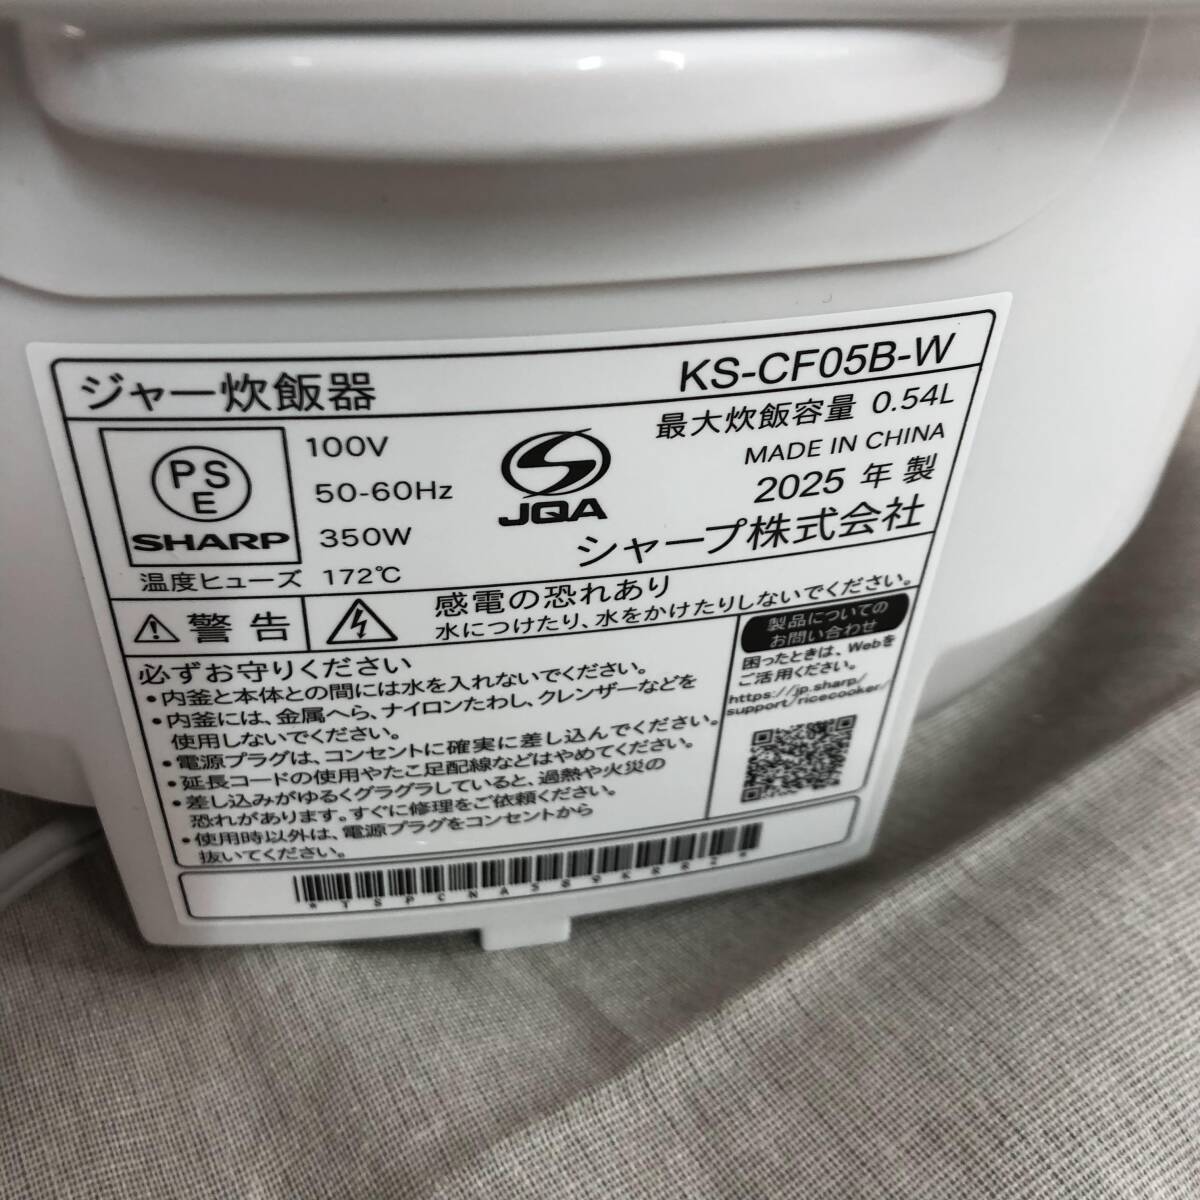 ジャー炊飯器
KS-CF05B-W
PS
E
SHARP
100V
50-60Hz
350W
温度ヒューズ 172℃
JQA
最大炊飯容量 0.54L
MADE IN CHINA
2025 年 製
シャープ株式会社
警告
感電の恐れあり
水につけたり、水をかけたりしないでください。
必ずお守りください
・内釜と本体との間には水を入れないでください。
・内釜には、金属へら、ナイロンたわし、クレンザーなどを
使用しないでください。
・電源プラグは、コンセントに確実に差し込んでください。
・延長コードの使用やたこ足配線などはやめてください。
・差し込みがゆるくグラグラしていると、過熱や火災の
恐れがあります。すぐに修理をご依頼ください。
・使用時以外は、電源プラグをコンセントから
抜いてください。
製品についての
お問い合わせ
困ったときは、Webを
ご活用ください。
https://jp.sharp/
support/ricecooker/